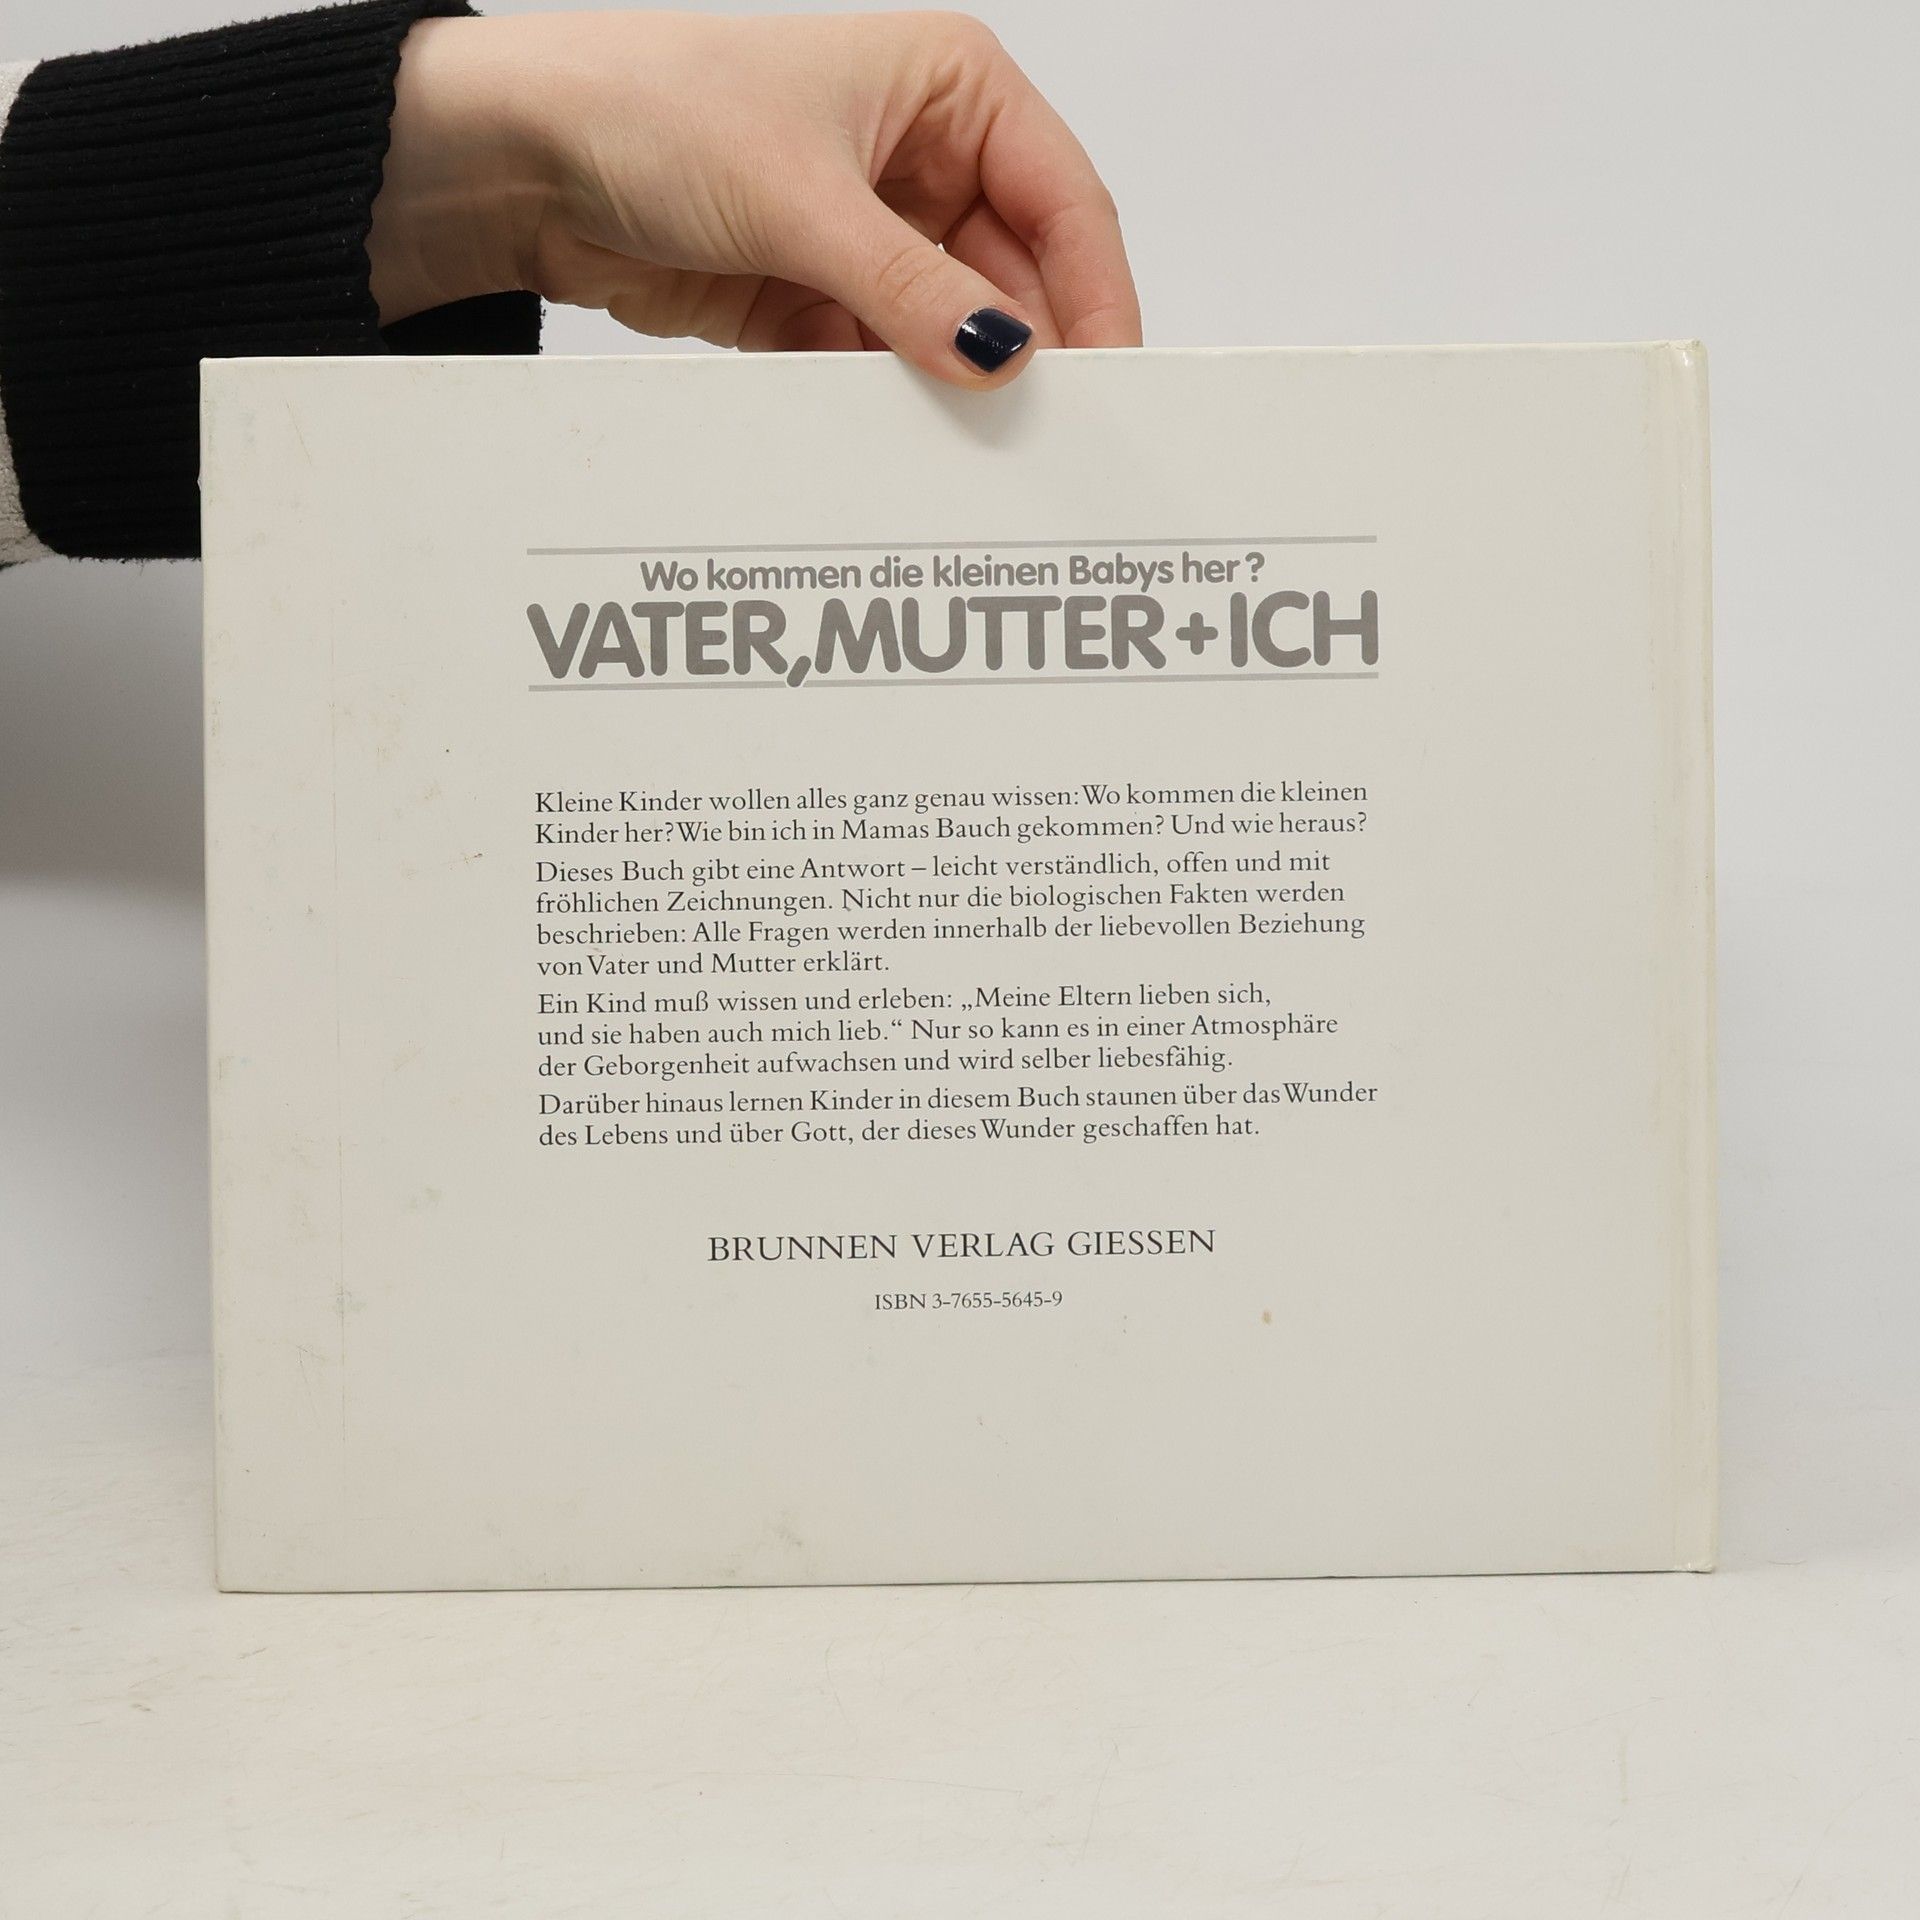 Wo kommen die kleinen Babys her?
VATER, MUTTER + ICH
Kleine Kinder wollen alles ganz genau wissen: Wo kommen die kleinen
Kinder her? Wie bin ich in Mamas Bauch gekommen? Und wie heraus?
Dieses Buch gibt eine Antwort – leicht verständlich, offen und mit
fröhlichen Zeichnungen. Nicht nur die biologischen Fakten werden
beschrieben: Alle Fragen werden innerhalb der liebevollen Beziehung
von Vater und Mutter erklärt.
Ein Kind muß wissen und erleben: „Meine Eltern lieben sich,
und sie haben auch mich lieb.“ Nur so kann es in einer Atmosphäre
der Geborgenheit aufwachsen und wird selber liebesfähig.
Darüber hinaus lernen Kinder in diesem Buch staunen über das Wunder
des Lebens und über Gott, der dieses Wunder geschaffen hat.
BRUNNEN VERLAG GIESSEN
ISBN 3-7655-5645-9